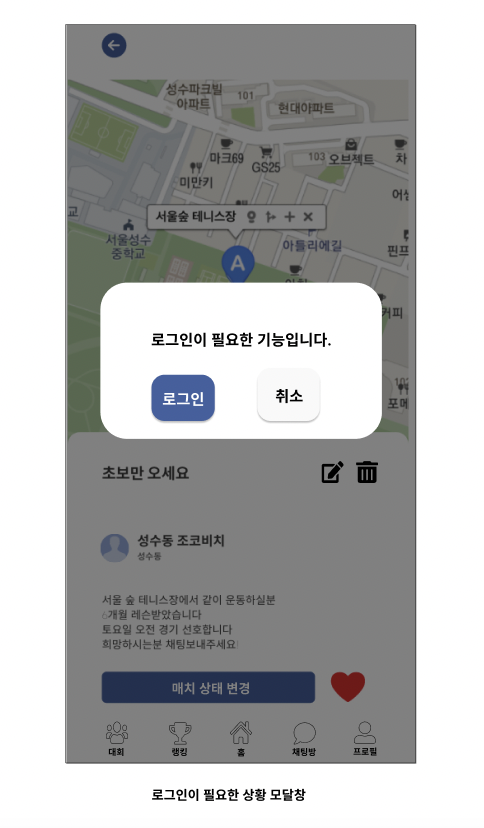 성수파크빌
아파트
101
현대아파트
마크69
GS25
103
오브젝트
차
미만키
어
교
서울숲 테니스장
서울성수
중학교
A
아틀리에길
핀프
커피
로그인이 필요한 기능입니다.
로그인
취소
포메
초보만 오세요
성수동 조코비치
성수동
서울 숲 테니스장에서 같이 운동하실분
6개월 레슨받았습니다
토요일 오전 경기 선호합니다
희망하시는분 채팅보내주세요!
매치 상태 변경
대회
랭킹
홈
채팅방
프로필
로그인이 필요한 상황 모달창